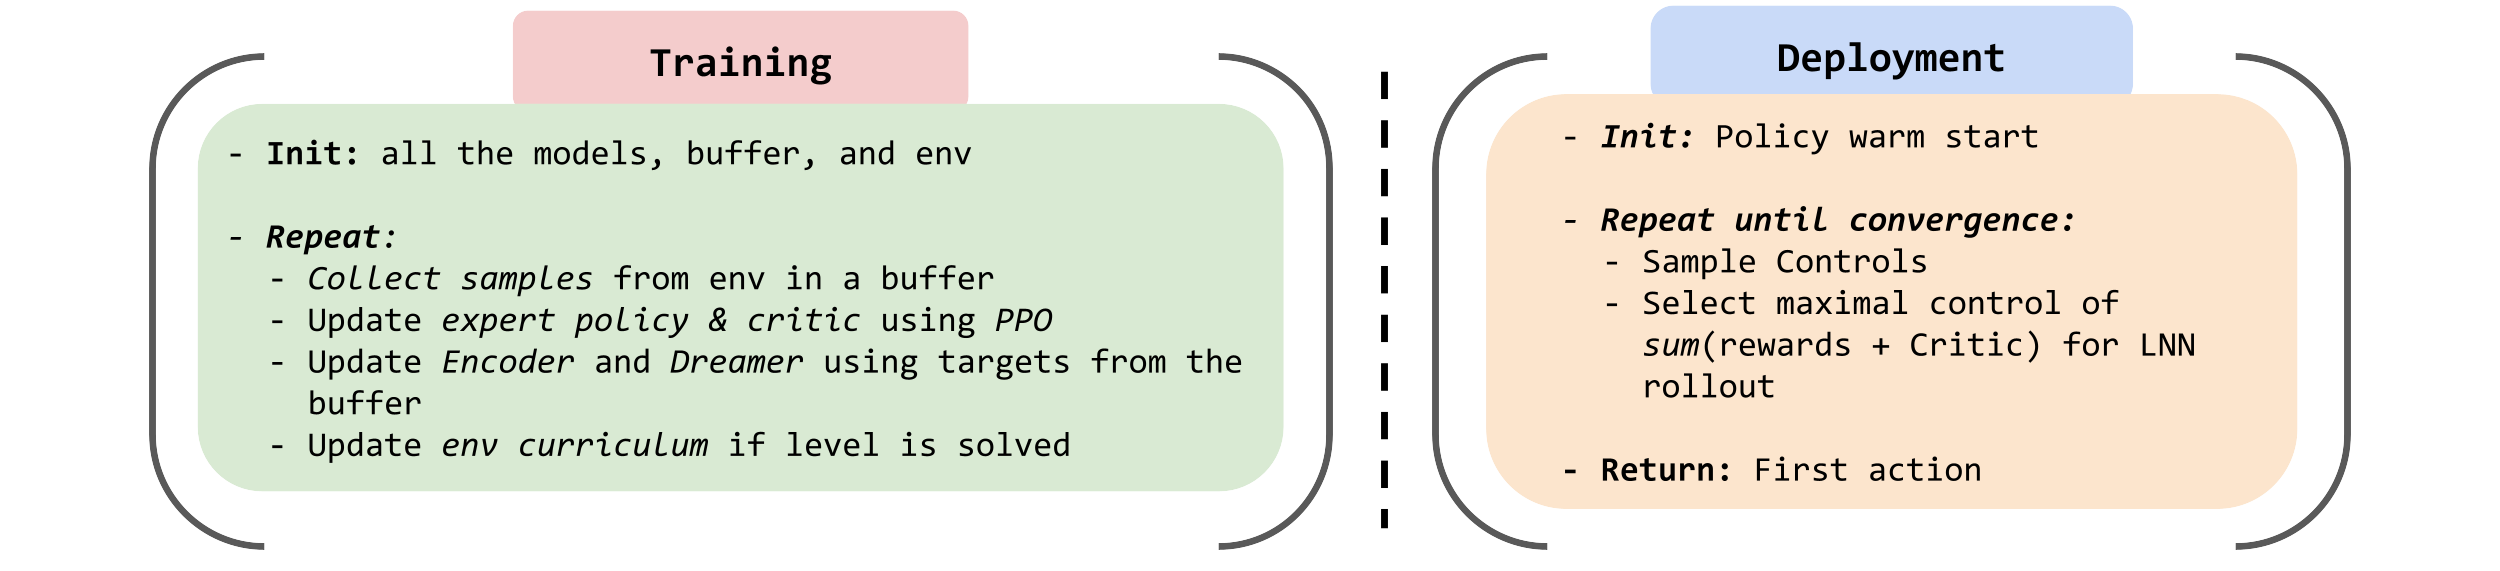 Training
- Init: all the models, buffer, and env
- Repeat:
- Collect samples from env in a buffer
- Update expert policy & critic using PPO
- Update Encoder and Dreamer using targets from the
buffer
- Update env curriculum if level is solved
Deployment
- Init: Policy warm start
- Repeat until convergence:
- Sample Controls
- Select maximal control of
sum(rewards + Critic) for LNN
rollout
- Return: First action